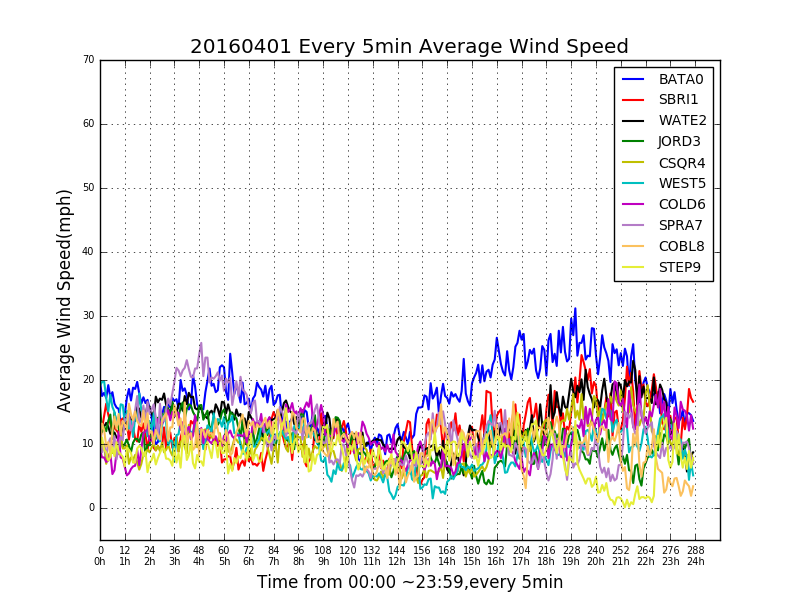 20160401 Every 5min Average Wind Speed
70
60
50
40
30
20
10
0
Average Wind Speed(mph)
BATA0
SBRI1
WATE2
JORD3
CSQR4
WEST5
COLD6
SPRA7
COBL8
STEP9
0 12 24 36 48 60 72 84 96 108 120 132 144 156 168 180 192 204 216 228 240 252 264 276 288
0h 1h 2h 3h 4h 5h 6h 7h 8h 9h 10h 11h 12h 13h 14h 15h 16h 17h 18h 19h 20h 21h 22h 23h 24h
Time from 00:00 ~23:59,every 5min